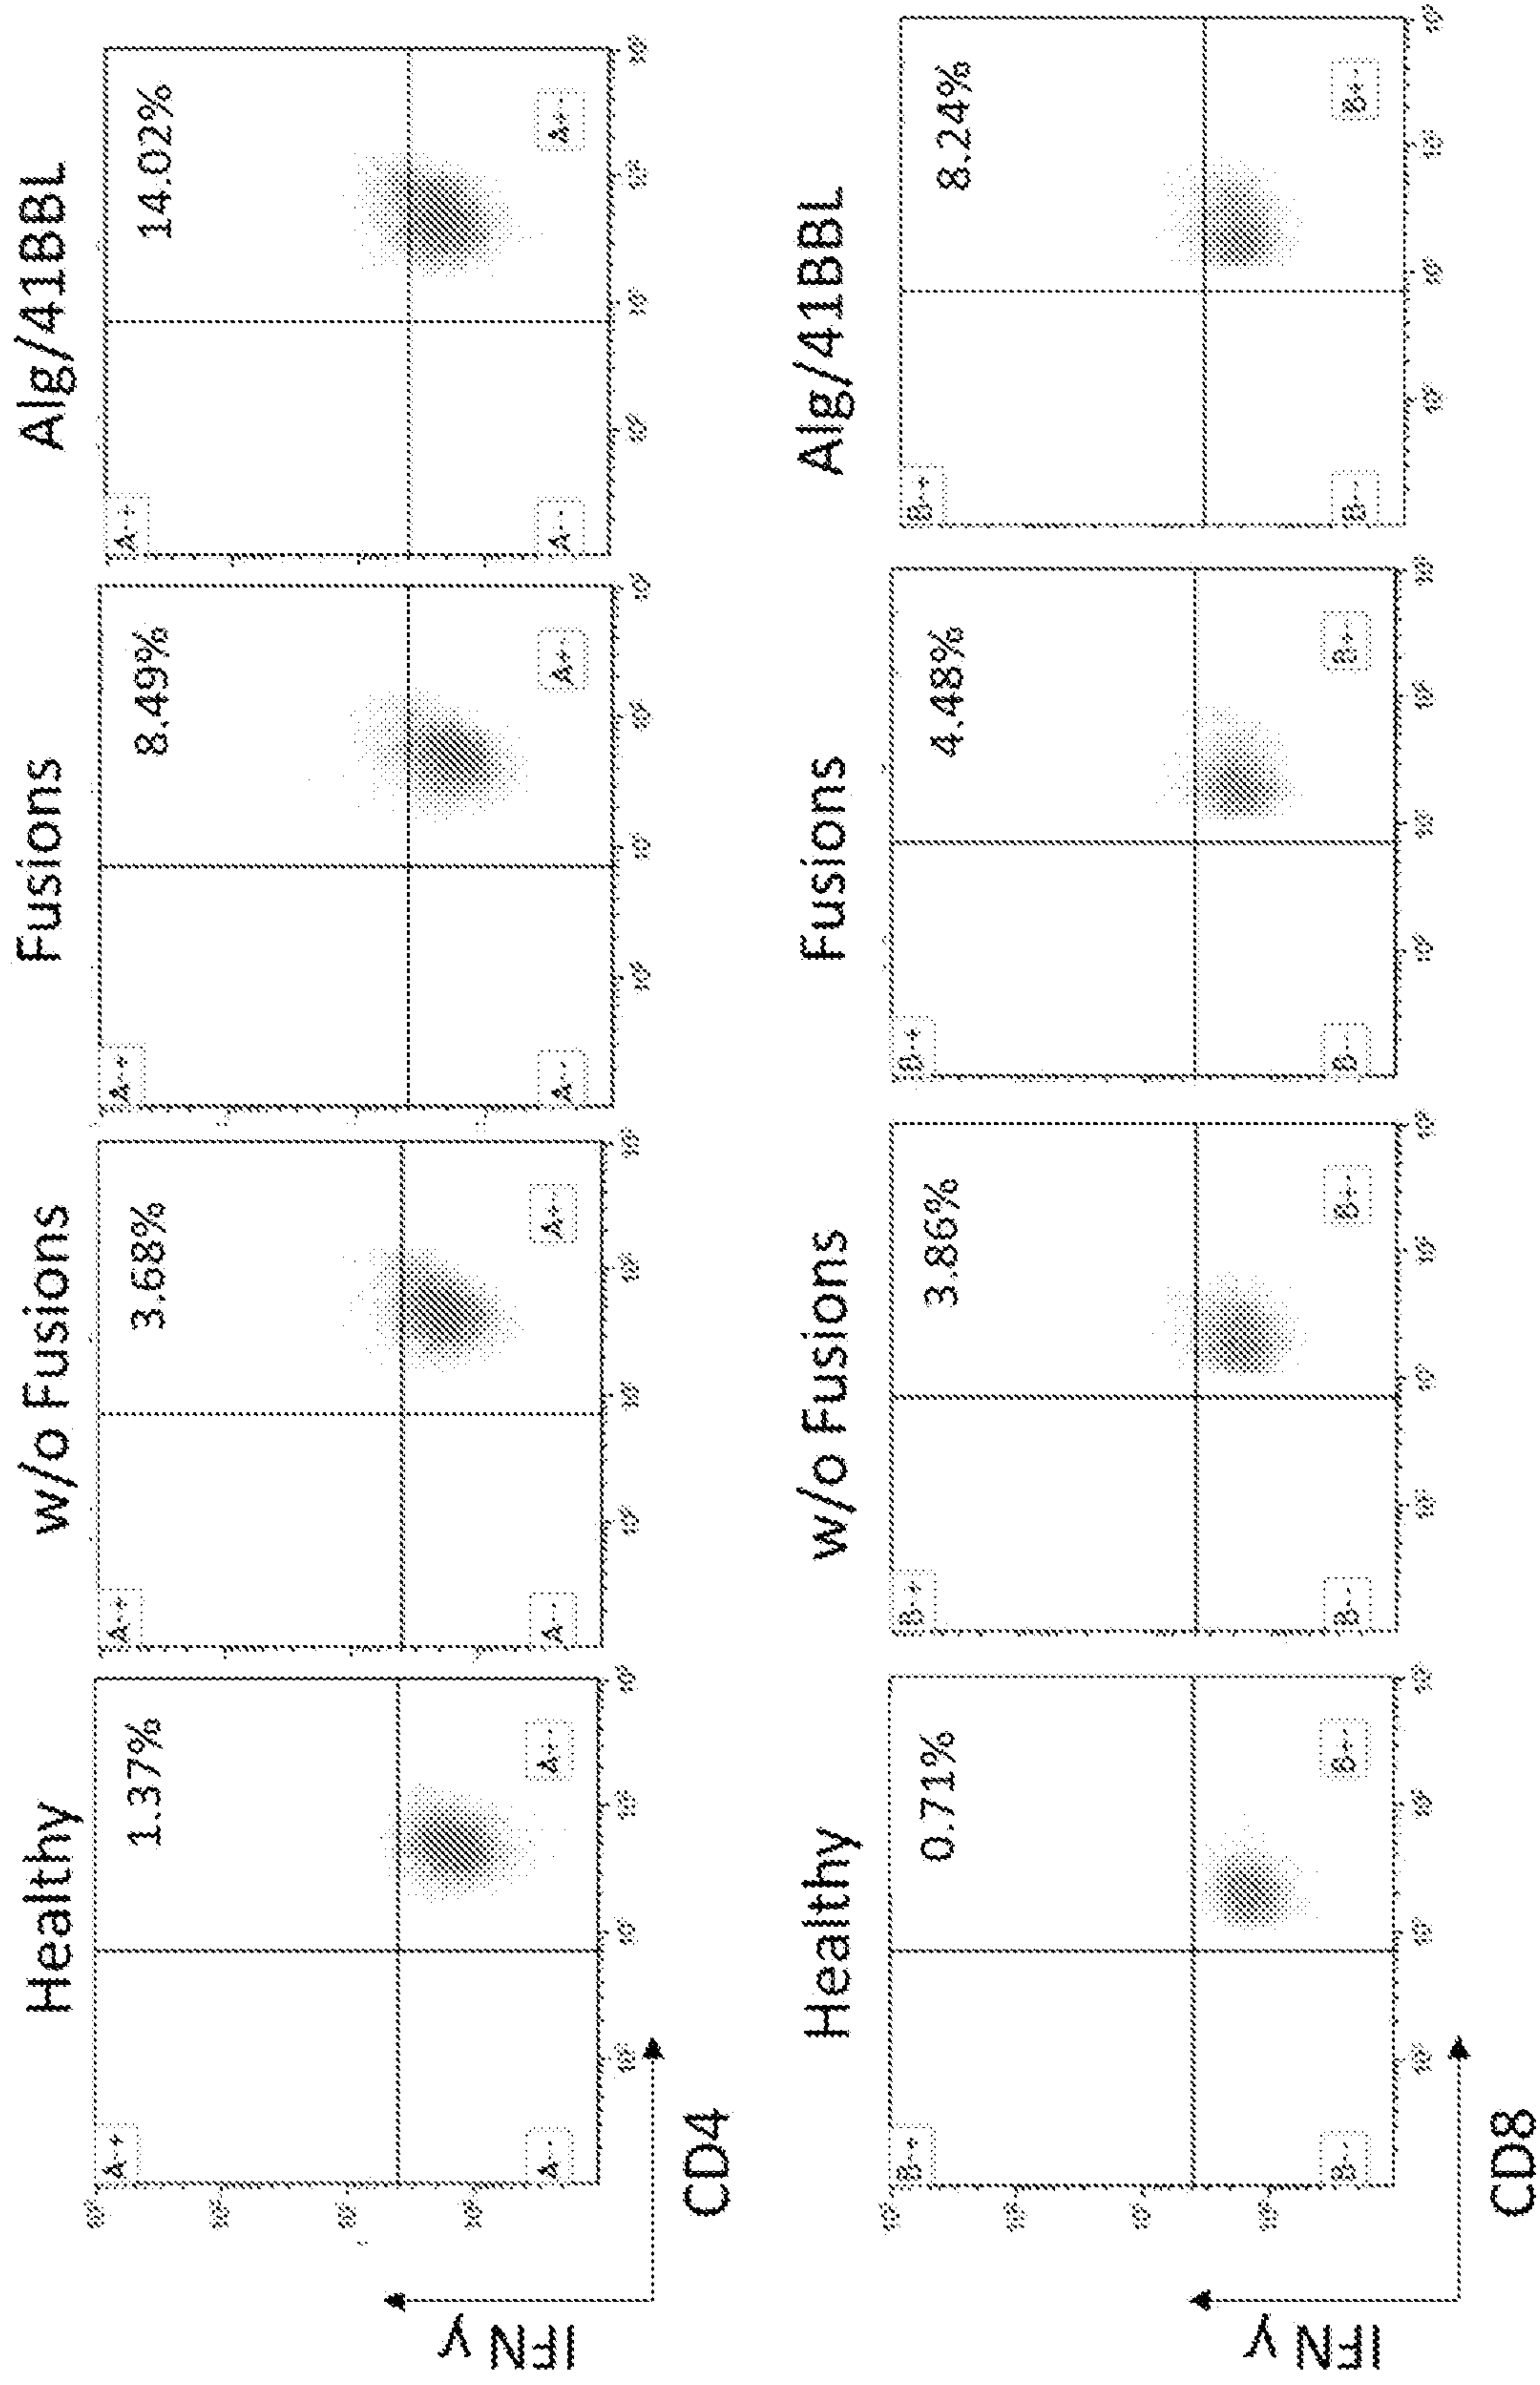 Healthy
w/o Fusions
Fusions
Alg/41BBL
A-+
1.37%
A-+
3.68%
A-+
8.49%
A-+
14.02%
A--
A+-
A--
A+-
A--
A+-
A--
A+-
IFN γ
CD4
Healthy
w/o Fusions
Fusions
Alg/41BBL
B-+
0.71%
B-+
3.86%
B-+
4.48%
B-+
8.24%
B--
B+-
B--
B+-
B--
B+-
B--
B+-
IFN γ
CD8